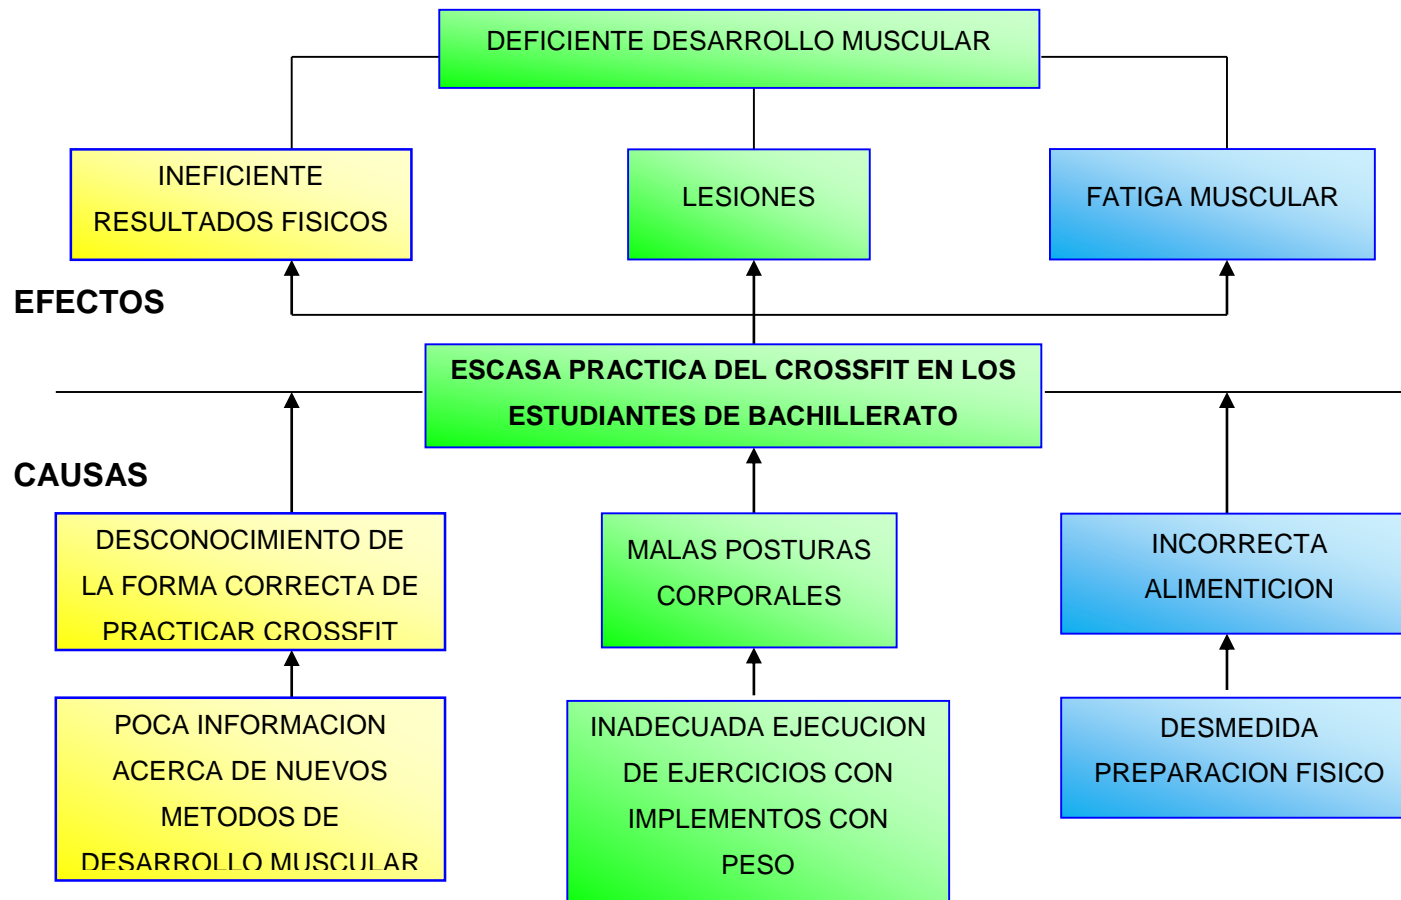 DEFICIENTE DESARROLLO MUSCULAR
INEFICIENTE
RESULTADOS FISICOS
LESIONES
FATIGA MUSCULAR
EFECTOS
ESCASA PRACTICA DEL CROSSFIT EN LOS
ESTUDIANTES DE BACHILLERATO
CAUSAS
DESCONOCIMIENTO DE
LA FORMA CORRECTA DE
PRACTICAR CROSSFIT
MALAS POSTURAS
CORPORALES
INCORRECTA
ALIMENTICION
POCA INFORMACION
ACERCA DE NUEVOS
METODOS DE
DESARROLLO MUSCULAR
INADECUADA EJECUCION
DE EJERCICIOS CON
IMPLEMENTOS CON
PESO
DESMEDIDA
PREPARACION FISICO